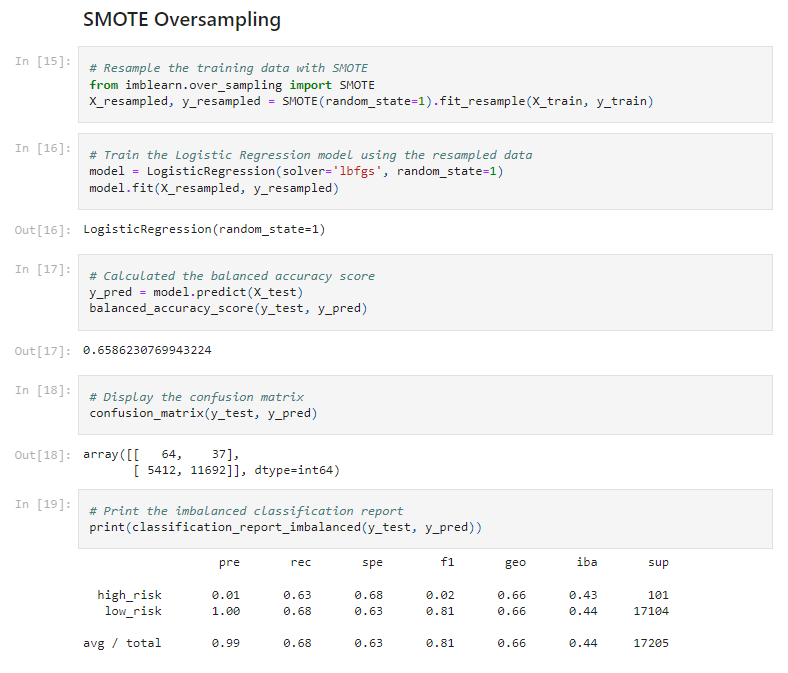 SMOTE Oversampling
In [15]:
# Resample the training data with SMOTE
from imblearn.over_sampling import SMOTE
X_resampled, y_resampled = SMOTE(random_state=1).fit_resample(X_train, y_train)
In [16]:
# Train the Logistic Regression model using the resampled data
model = LogisticRegression(solver='lbfgs', random_state=1)
model.fit(X_resampled, y_resampled)
Out[16]: LogisticRegression(random_state=1)
In [17]:
# Calculated the balanced accuracy score
y_pred = model.predict(X_test)
balanced_accuracy_score(y_test, y_pred)
Out[17]: 0.6586230769943224
In [18]:
# Display the confusion matrix
confusion_matrix(y_test, y_pred)
Out[18]: array([[   64,    37],
       [ 5412, 11692]], dtype=int64)
In [19]:
# Print the imbalanced classification report
print(classification_report_imbalanced(y_test, y_pred))
pre rec spe f1 geo iba sup
high_risk 0.01 0.63 0.68 0.02 0.66 0.43 101
low_risk 1.00 0.68 0.63 0.81 0.66 0.44 17104
avg / total 0.99 0.68 0.63 0.81 0.66 0.44 17205